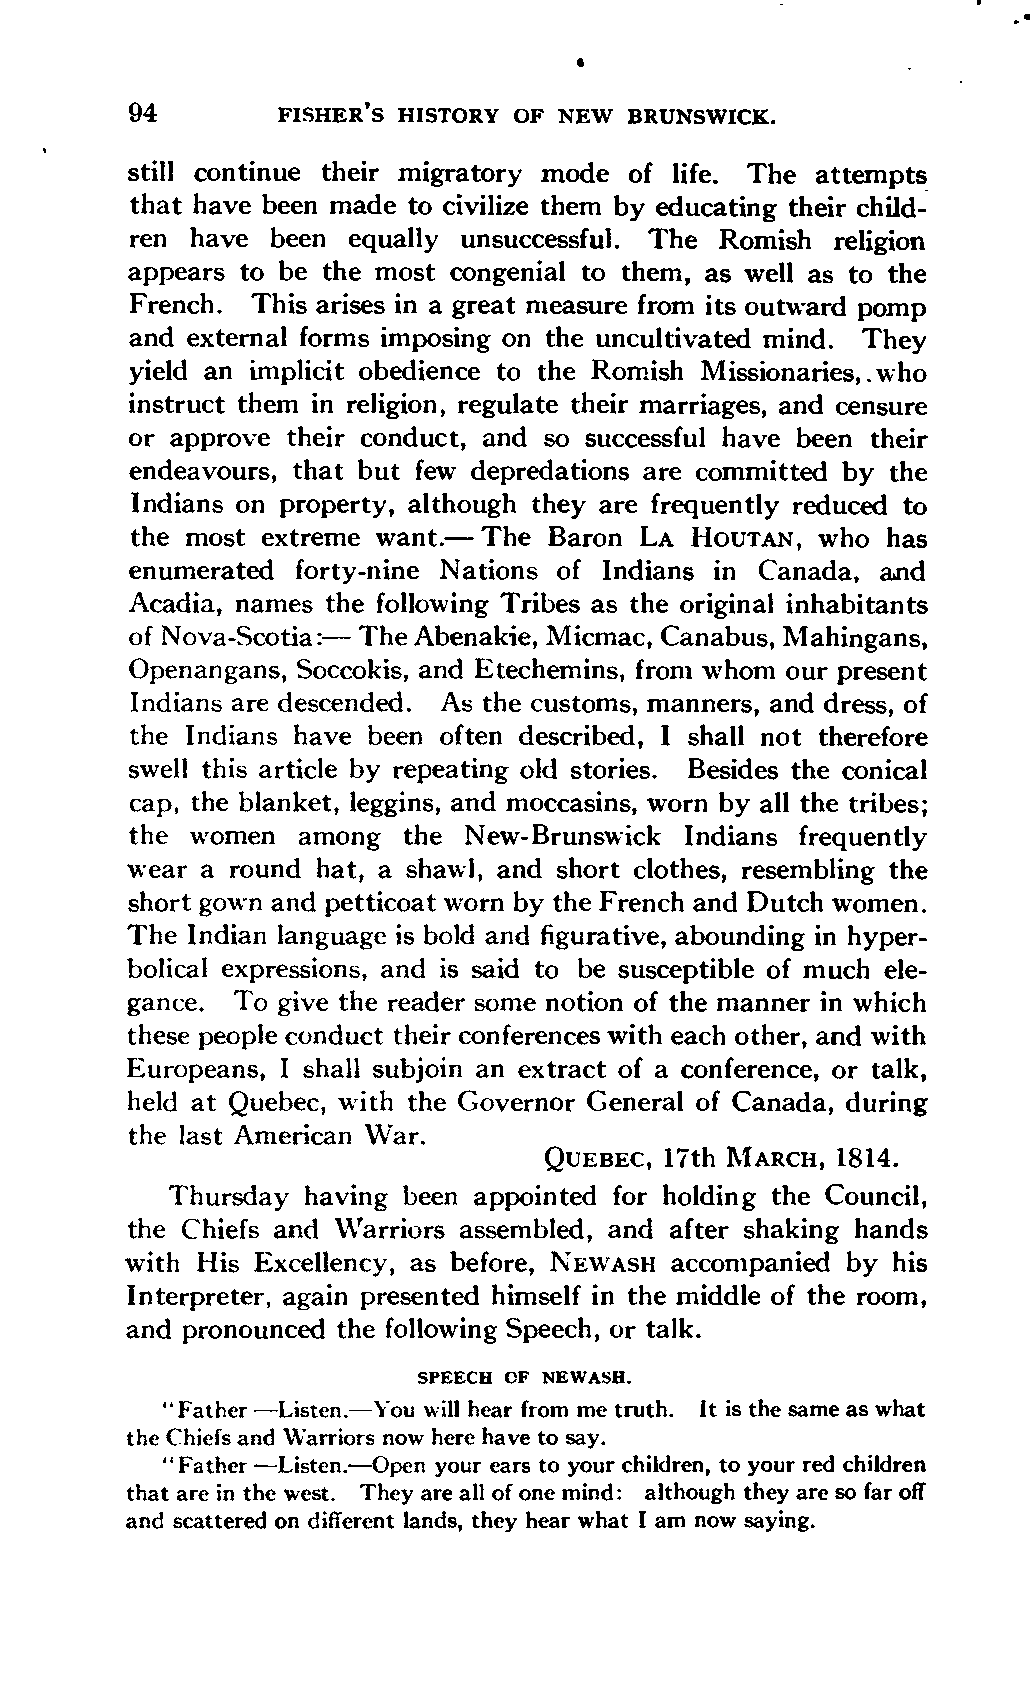 94 FISHER'S HISTORY OF NEW BRUNSWICK.
still continue their migratory mode of life. The attempts
that have been made to civilize them by educating their child-
ren have been equally unsuccessful. The Romish religion
appears to be the most congenial to them, as well as to the
French. This arises in a great measure from its outward pomp
and external forms imposing on the uncultivated mind. They
yield an implicit obedience to the Romish Missionaries, who
instruct them in religion, regulate their marriages, and censure
or approve their conduct, and so successful have been their
endeavours, that but few depredations are committed by the
Indians on property, although they are frequently reduced to
the most extreme want.— The Baron LA HOUTAN, who has
enumerated forty-nine Nations of Indians in Canada, and
Acadia, names the following Tribes as the original inhabitants
of Nova-Scotia:— The Abenakie, Micmac, Canabus, Mahingans,
Openangans, Soccokis, and Etechemins, from whom our present
Indians are descended. As the customs, manners, and dress, of
the Indians have been often described, I shall not therefore
swell this article by repeating old stories. Besides the conical
cap, the blanket, leggins, and moccasins, worn by all the tribes;
the women among the New-Brunswick Indians frequently
wear a round hat, a shawl, and short clothes, resembling the
short gown and petticoat worn by the French and Dutch women.
The Indian language is bold and figurative, abounding in hyper-
bolical expressions, and is said to be susceptible of much ele-
gance. To give the reader some notion of the manner in which
these people conduct their conferences with each other, and with
Europeans, I shall subjoin an extract of a conference, or talk,
held at Quebec, with the Governor General of Canada, during
the last American War.
QUEBEC, 17th MARCH, 1814.
Thursday having been appointed for holding the Council,
the Chiefs and Warriors assembled, and after shaking hands
with His Excellency, as before, NEWASH accompanied by his
Interpreter, again presented himself in the middle of the room,
and pronounced the following Speech, or talk.
SPEECH OF NEWASH.
"Father —Listen.—You will hear from me truth. It is the same as what
the Chiefs and Warriors now here have to say.
"Father —Listen.—Open your ears to your children, to your red children
that are in the west. They are all of one mind: although they are so far off
and scattered on different lands, they hear what I am now saying.